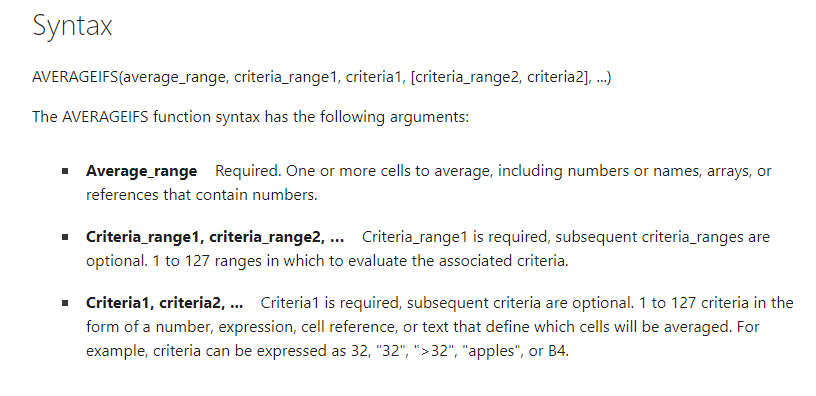 Syntax
AVERAGEIFS(average_range, criteria_range1, criteria1, [criteria_range2, criteria2], ...)
The AVERAGEIFS function syntax has the following arguments:
▪ Average_range Required. One or more cells to average, including numbers or names, arrays, or
references that contain numbers.
▪ Criteria_range1, criteria_range2, … Criteria_range1 is required, subsequent criteria_ranges are
optional. 1 to 127 ranges in which to evaluate the associated criteria.
▪ Criteria1, criteria2, ... Criteria1 is required, subsequent criteria are optional. 1 to 127 criteria in the
form of a number, expression, cell reference, or text that define which cells will be averaged. For
example, criteria can be expressed as 32, "32", ">32", "apples", or B4.